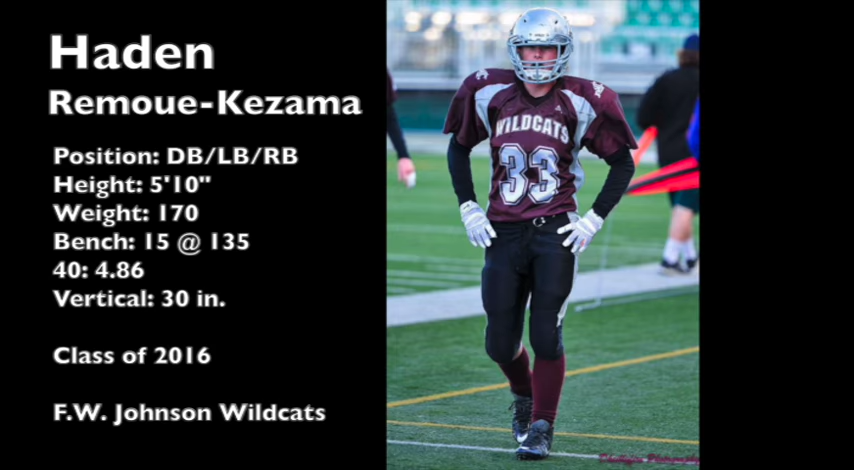 Haden
Remoue-Kezama
Position: DB/LB/RB
Height: 5'10"
Weight: 170
Bench: 15 @ 135
40: 4.86
Vertical: 30 in.
Class of 2016
F.W. Johnson Wildcats
WILDCATS
33
Photography